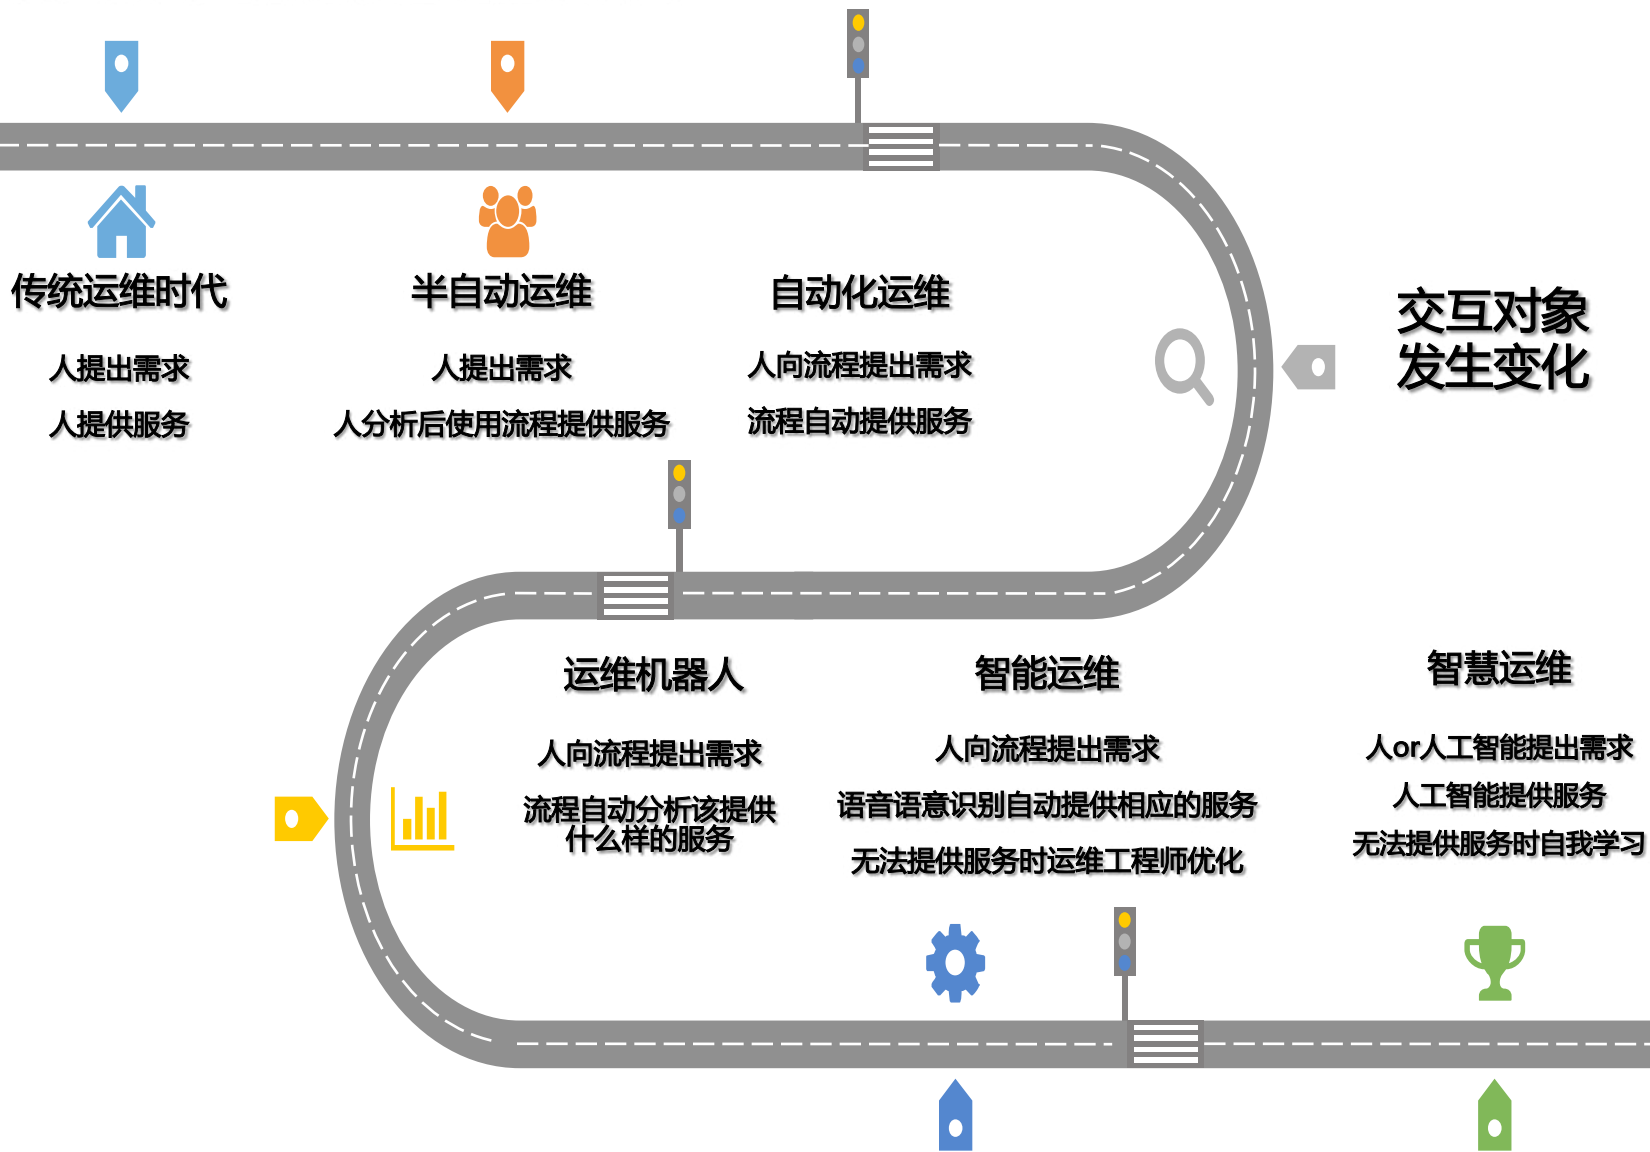 传统运维时代
人提出需求
人提供服务
半自动运维
人提出需求
人分析后使用流程提供服务
自动化运维
人向流程提出需求
流程自动提供服务
交互对象
发生变化
运维机器人
人向流程提出需求
流程自动分析该提供
什么样的服务
智能运维
人向流程提出需求
语音语意识别自动提供相应的服务
无法提供服务时运维工程师优化
智慧运维
人or人工智能提出需求
人工智能提供服务
无法提供服务时自我学习